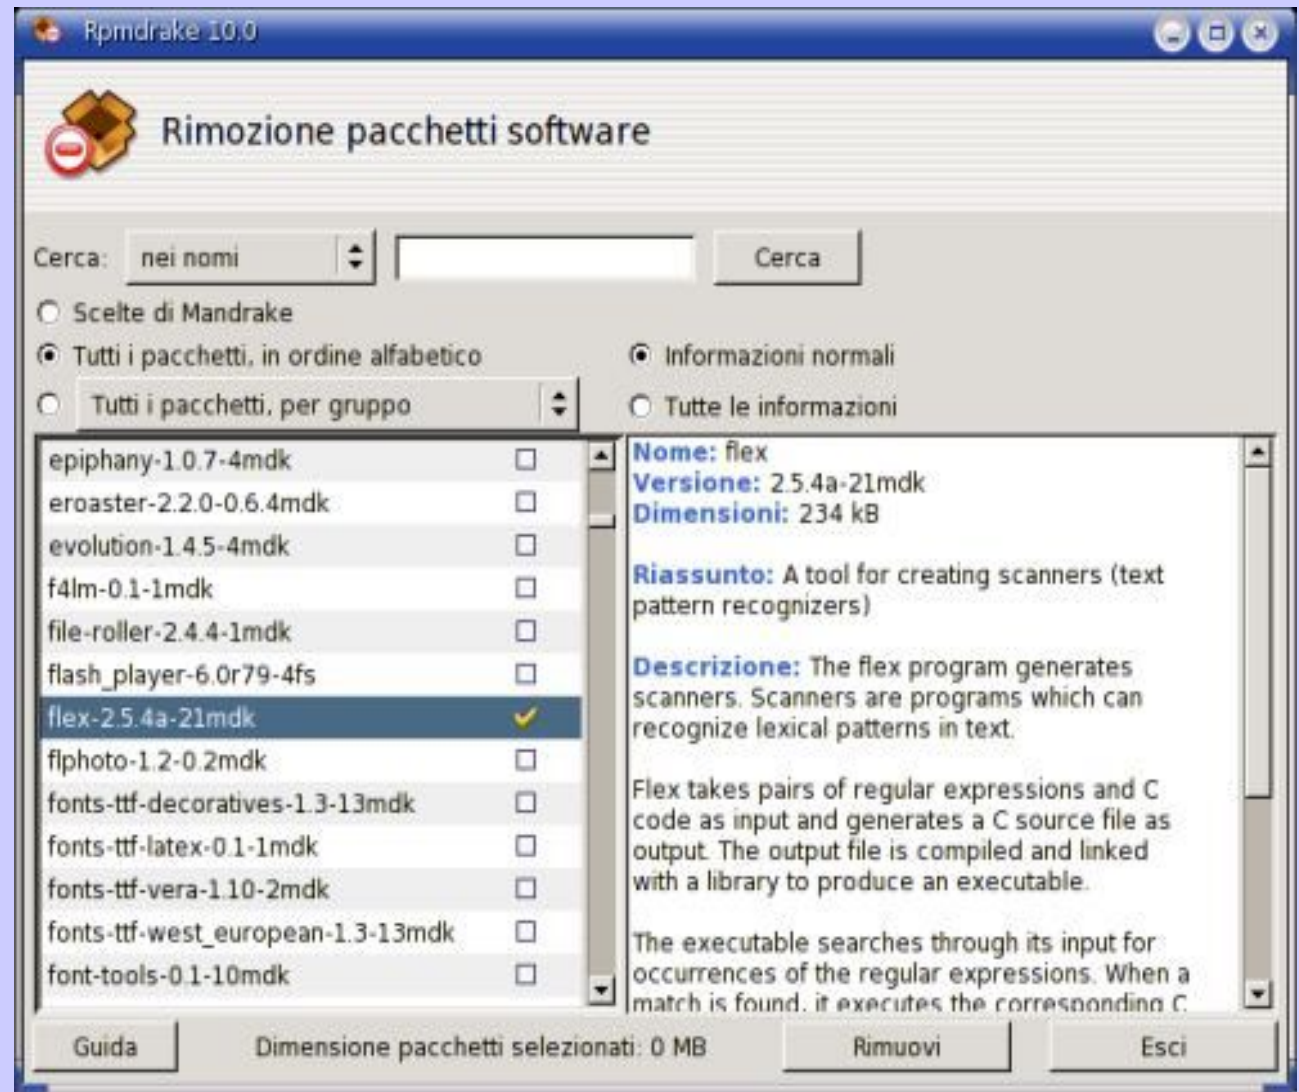 Rpmdrake 10.0
Rimozione pacchetti software
Cerca: nei nomi Cerca
Scelte di Mandrake
Tutti i pacchetti, in ordine alfabetico
Tutti i pacchetti, per gruppo
Informazioni normali
Tutte le informazioni
epiphany-1.0.7-4mdk
eroaster-2.2.0-0.6.4mdk
evolution-1.4.5-4mdk
f4lm-0.1-1mdk
file-roller-2.4.4-1mdk
flash_player-6.0r79-4fs
flex-2.5.4a-21mdk
flphoto-1.2-0.2mdk
fonts-ttf-decoratives-1.3-13mdk
fonts-ttf-latex-0.1-1mdk
fonts-ttf-vera-1.10-2mdk
fonts-ttf-west_european-1.3-13mdk
font-tools-0.1-10mdk
Nome: flex
Versione: 2.5.4a-21mdk
Dimensioni: 234 kB
Riassunto: A tool for creating scanners (text
pattern recognizers)
Descrizione: The flex program generates
scanners. Scanners are programs which can
recognize lexical patterns in text.
Flex takes pairs of regular expressions and C
code as input and generates a C source file as
output. The output file is compiled and linked
with a library to produce an executable.
The executable searches through its input for
occurrences of the regular expressions. When a
match is found, it executes the corresponding C
Guida
Dimensione pacchetti selezionati: 0 MB
Rimuovi
Esci